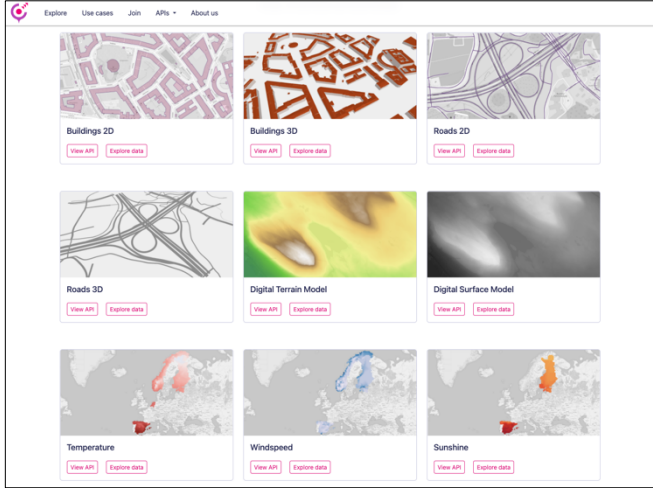 Explore Use cases Join APIs About us
Buildings 2D Buildings 3D Roads 2D
View API Explore data View API Explore data View API Explore data
Roads 3D Digital Terrain Model Digital Surface Model
View API Explore data View API Explore data View API Explore data
Temperature Windspeed Sunshine
View API Explore data View API Explore data View API Explore data